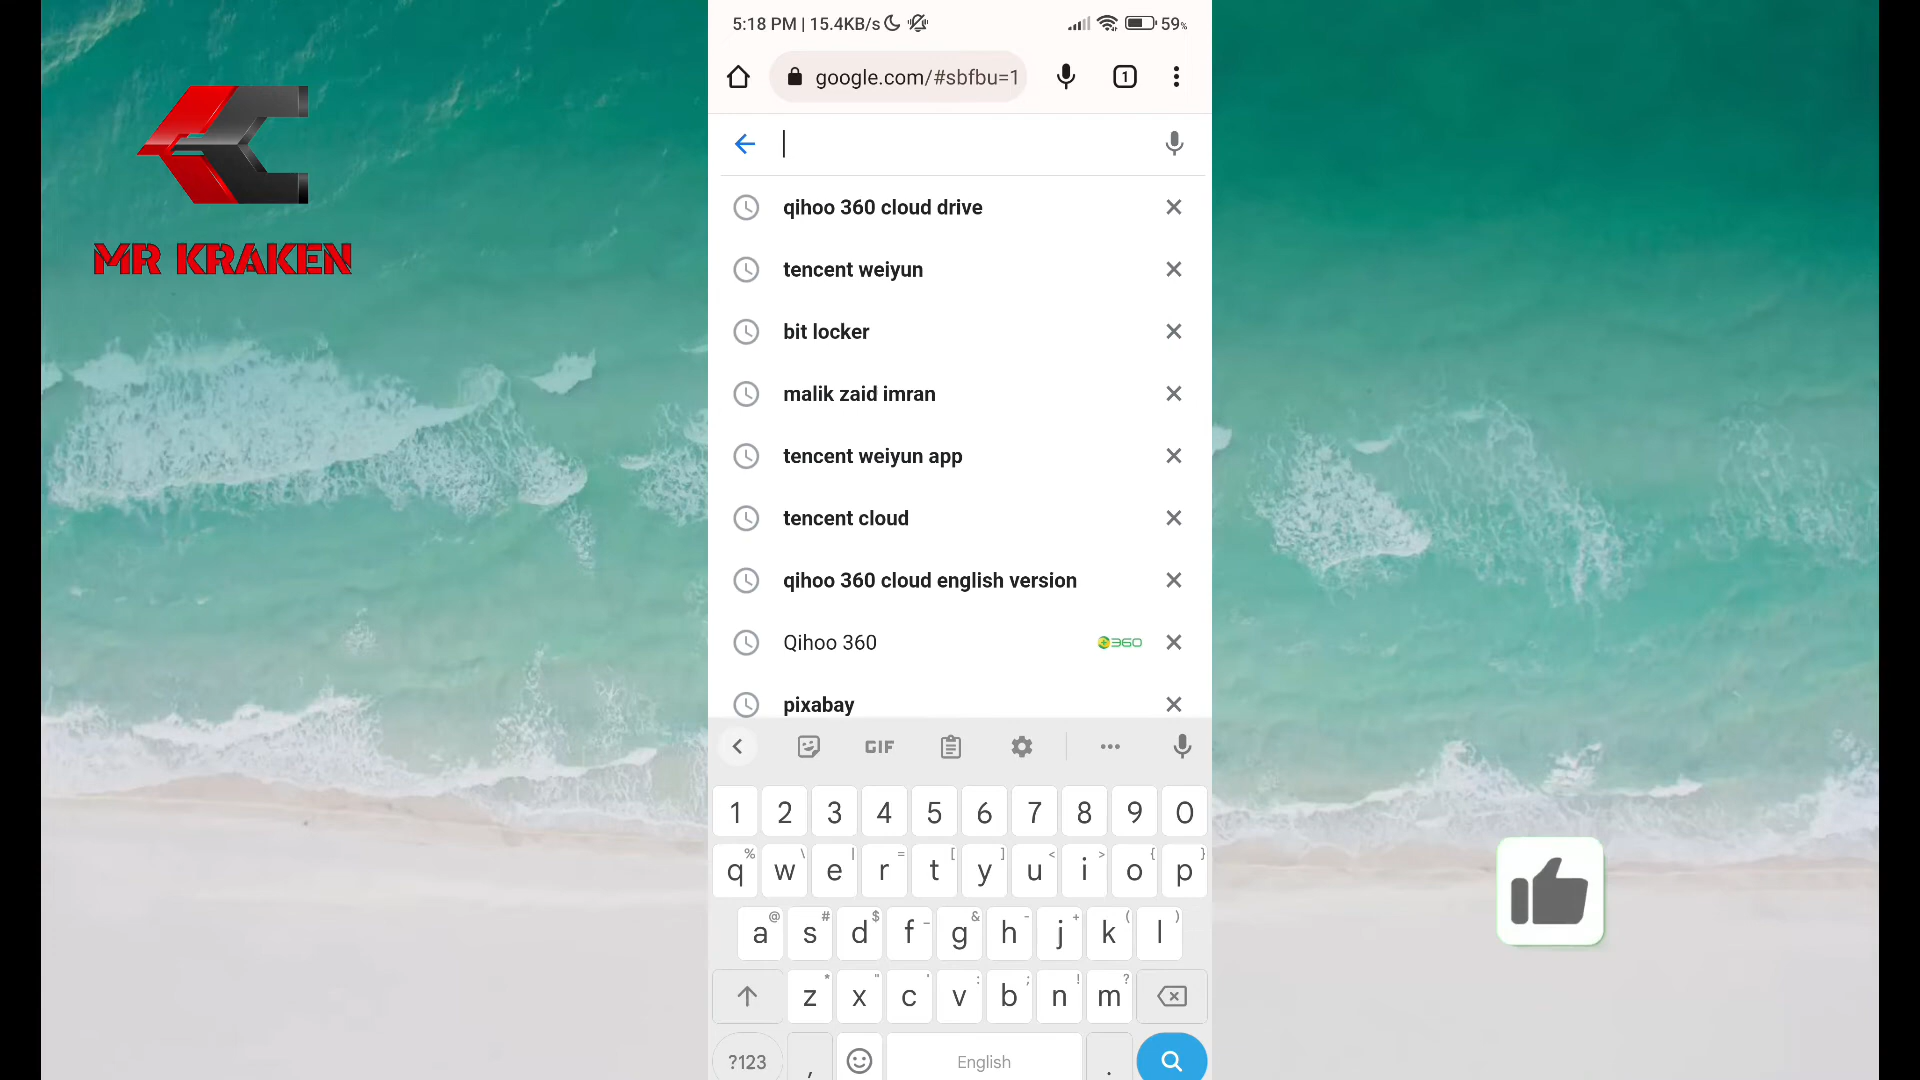 5:18 PM | 15.4KB/s
59%
google.com/#sbfbu=1
1
MR KRAKEN
qihoo 360 cloud drive
tencent weiyun
bit locker
malik zaid imran
tencent weiyun app
tencent cloud
qihoo 360 cloud english version
Qihoo 360
360
pixabay
GIF
1 2 3 4 5 6 7 8 9 0
% \ | = [ ] < > { }
q w e r t y u i o p
@ # $ _ & - + ( )
a s d f g h j k l
* " ' : ; ! ?
z x c v b n m
?123 , English .